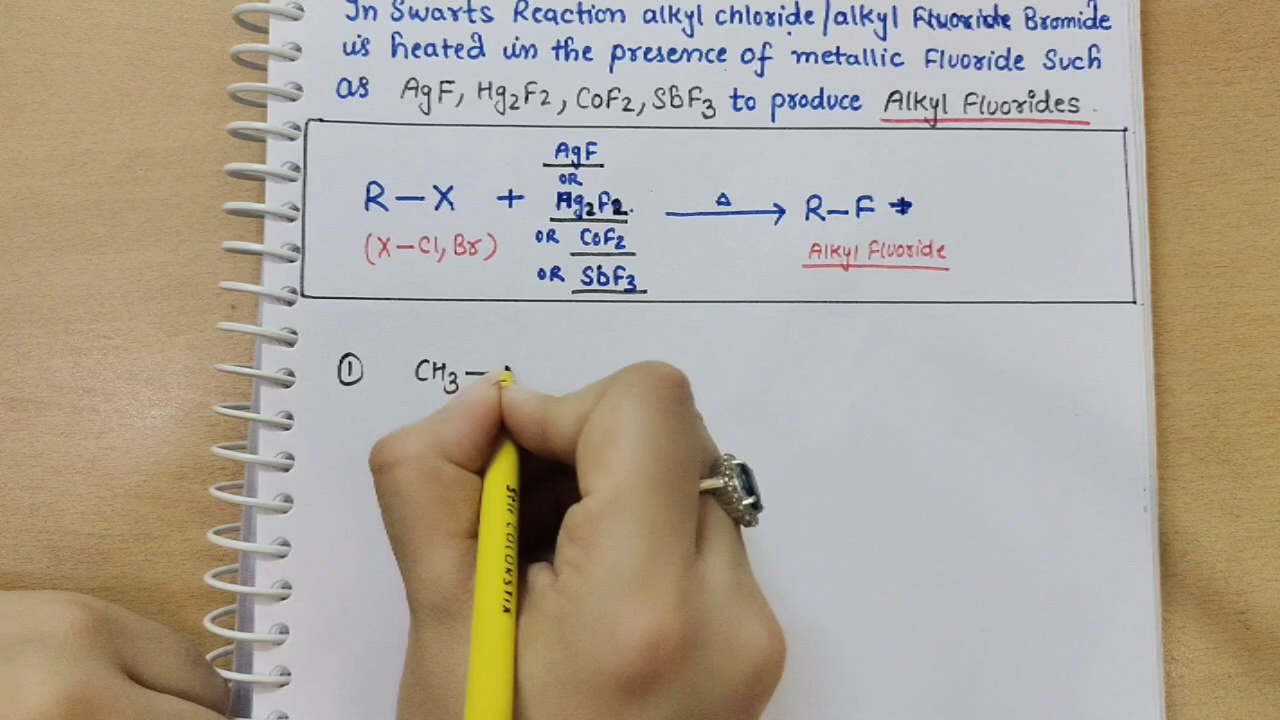 In Swarts Reaction alkyl chloride/alkyl Bromide
is heated in the presence of metallic Fluoride Such
as AgF, Hg2F2, CoF2, SbF3 to produce Alkyl Fluorides.
AgF
OR
R—X + Hg2F2. Δ R—F
(X—Cl, Br) OR CoF2 Alkyl Fluoride
OR SbF3
① CH3—
STIC COLORSTIX